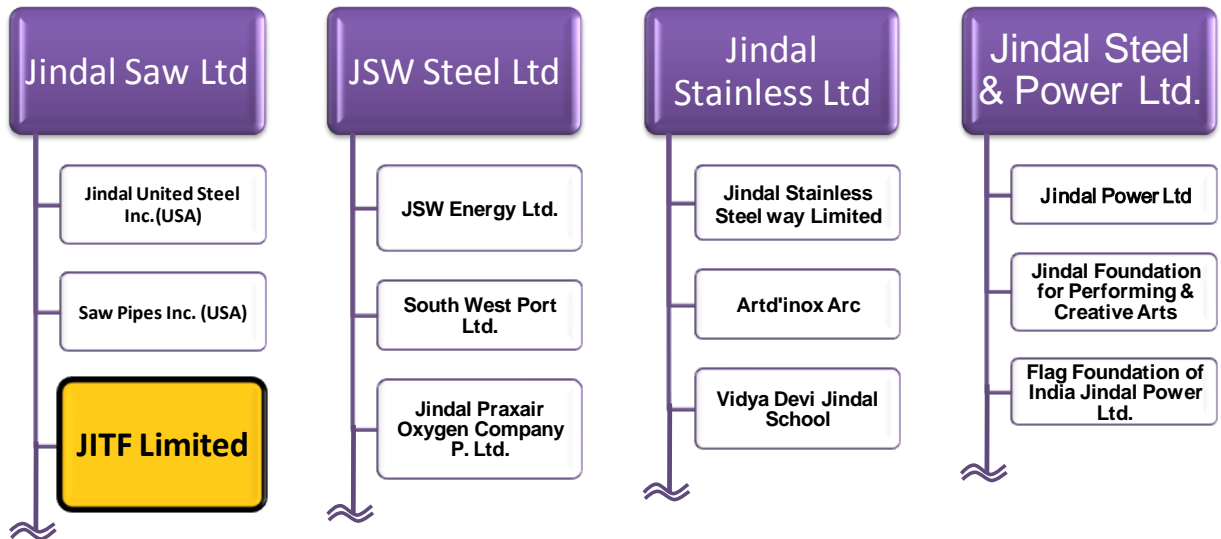 Jindal Saw Ltd
Jindal United Steel
Inc.(USA)
Saw Pipes Inc. (USA)
JITF Limited
JSW Steel Ltd
JSW Energy Ltd.
South West Port
Ltd.
Jindal Praxair
Oxygen Company
P. Ltd.
Jindal
Stainless Ltd
Jindal Stainless
Steel way Limited
Artd'inox Arc
Vidya Devi Jindal
School
Jindal Steel
& Power Ltd.
Jindal Power Ltd
Jindal Foundation
for Performing &
Creative Arts
Flag Foundation of
India Jindal Power
Ltd.